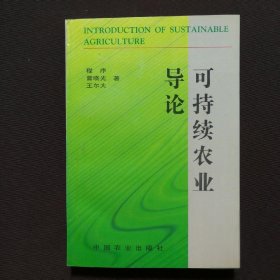 INTRODUCTION OF SUSTAINABLE
AGRICULTURE
程 序
曾晓光 著
王尔大
可持续农业
导论
中国农业出版社